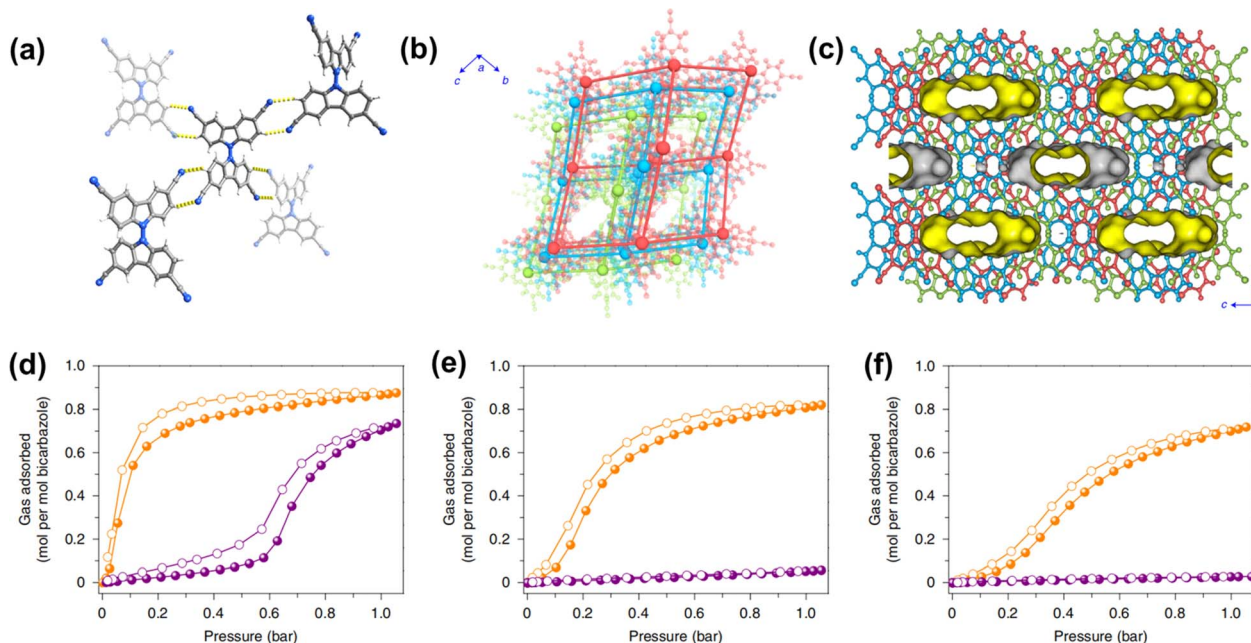 (a)
(b)
c
a
b
(c)
c
(d)
1.0
0.8
0.6
0.4
0.2
0
Gas adsorbed
(mol per mol bicarbazole)
0
0.2
0.4
0.6
0.8
1.0
Pressure (bar)
(e)
1.0
0.8
0.6
0.4
0.2
0
Gas adsorbed
(mol per mol bicarbazole)
0
0.2
0.4
0.6
0.8
1.0
Pressure (bar)
(f)
1.0
0.8
0.6
0.4
0.2
0
Gas adsorbed
(mol per mol bicarbazole)
0
0.2
0.4
0.6
0.8
1.0
Pressure (bar)